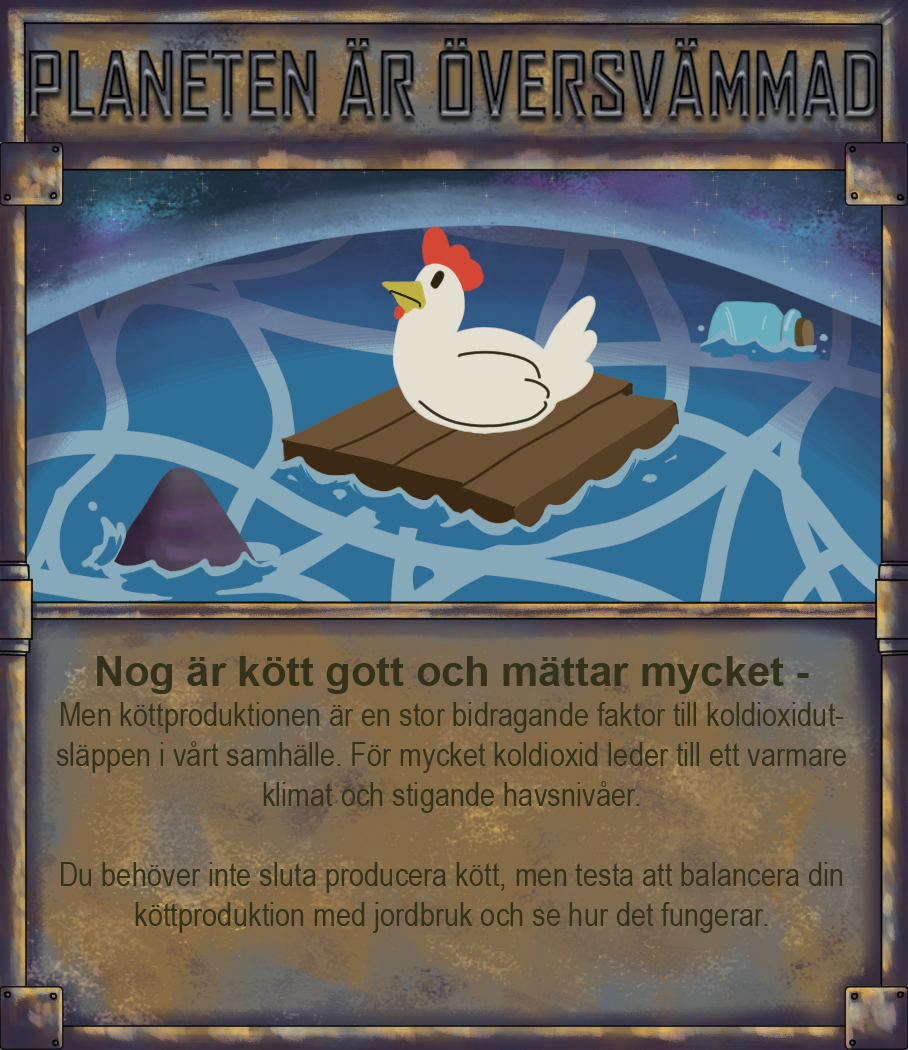 PLANETEN ÄR ÖVERSVÄMMAD
Nog är kött gott och mättar mycket -
Men köttproduktionen är en stor bidragande faktor till koldioxidut-
släppen i vårt samhälle. För mycket koldioxid leder till ett varmare
klimat och stigande havsnivåer.
Du behöver inte sluta producera kött, men testa att balancera din
köttproduktion med jordbruk och se hur det fungerar.